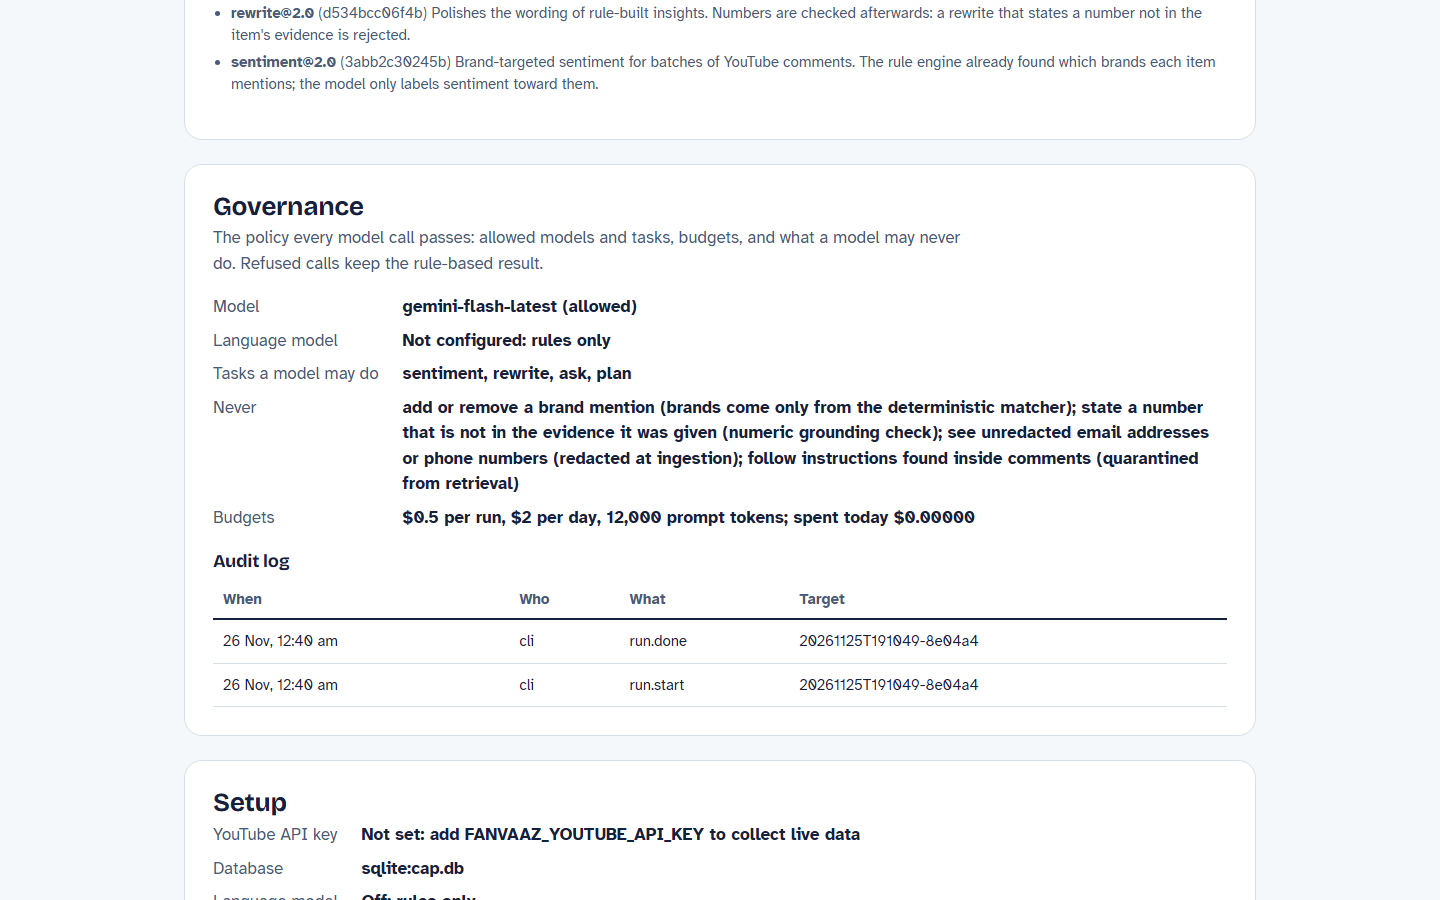 rewrite@2.0 (d534bcc06f4b) Polishes the wording of rule-built insights. Numbers are checked afterwards: a rewrite that states a number not in the
item's evidence is rejected.
sentiment@2.0 (3abb2c30245b) Brand-targeted sentiment for batches of YouTube comments. The rule engine already found which brands each item
mentions; the model only labels sentiment toward them.
Governance
The policy every model call passes: allowed models and tasks, budgets, and what a model may never
do. Refused calls keep the rule-based result.
Model gemini-flash-latest (allowed)
Language model Not configured: rules only
Tasks a model may do sentiment, rewrite, ask, plan
Never add or remove a brand mention (brands come only from the deterministic matcher); state a number
that is not in the evidence it was given (numeric grounding check); see unredacted email addresses
or phone numbers (redacted at ingestion); follow instructions found inside comments (quarantined
from retrieval)
Budgets $0.5 per run, $2 per day, 12,000 prompt tokens; spent today $0.00000
Audit log
When Who What Target
26 Nov, 12:40 am cli run.done 20261125T191049-8e04a4
26 Nov, 12:40 am cli run.start 20261125T191049-8e04a4
Setup
YouTube API key Not set: add FANVAAZ_YOUTUBE_API_KEY to collect live data
Database sqlite:cap.db
Language model Off: rules only